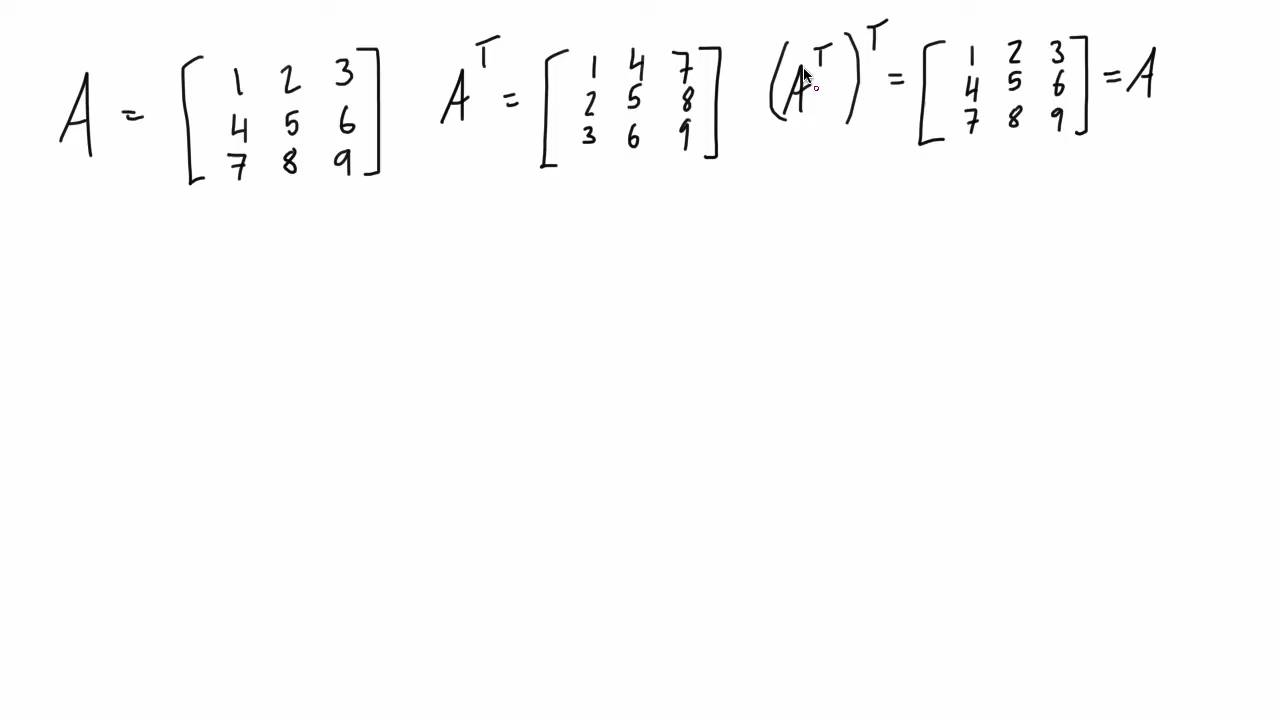 A = [1 2 3 A^T = [1 4 7 (A^T)^T = [1 2 3
4 5 6 2 5 8 4 5 6
7 8 9] 3 6 9] 7 8 9] = A